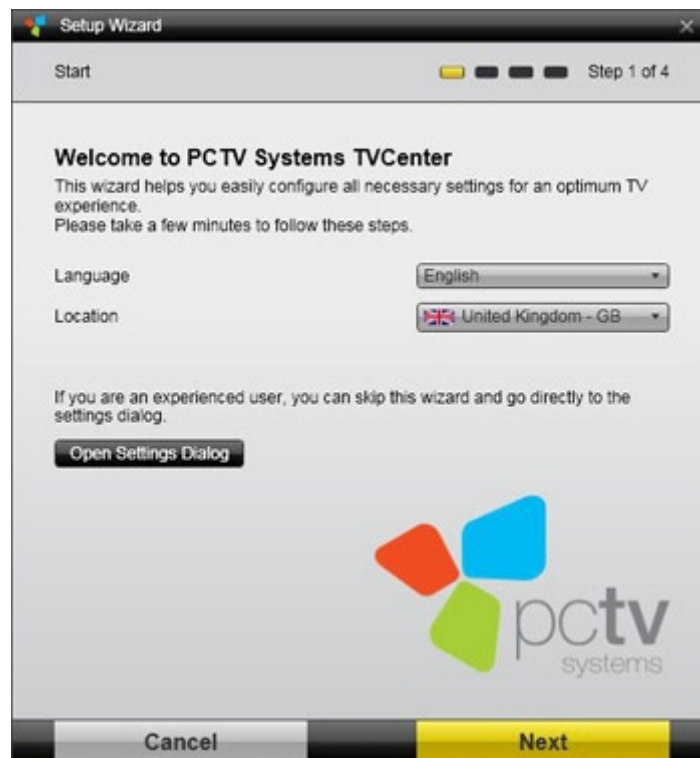 Setup Wizard
Start
Step 1 of 4
Welcome to PCTV Systems TVCenter
This wizard helps you easily configure all necessary settings for an optimum TV
experience.
Please take a few minutes to follow these steps.
Language
English
Location
United Kingdom - GB
If you are an experienced user, you can skip this wizard and go directly to the
settings dialog.
Open Settings Dialog
pctv
systems
Cancel
Next